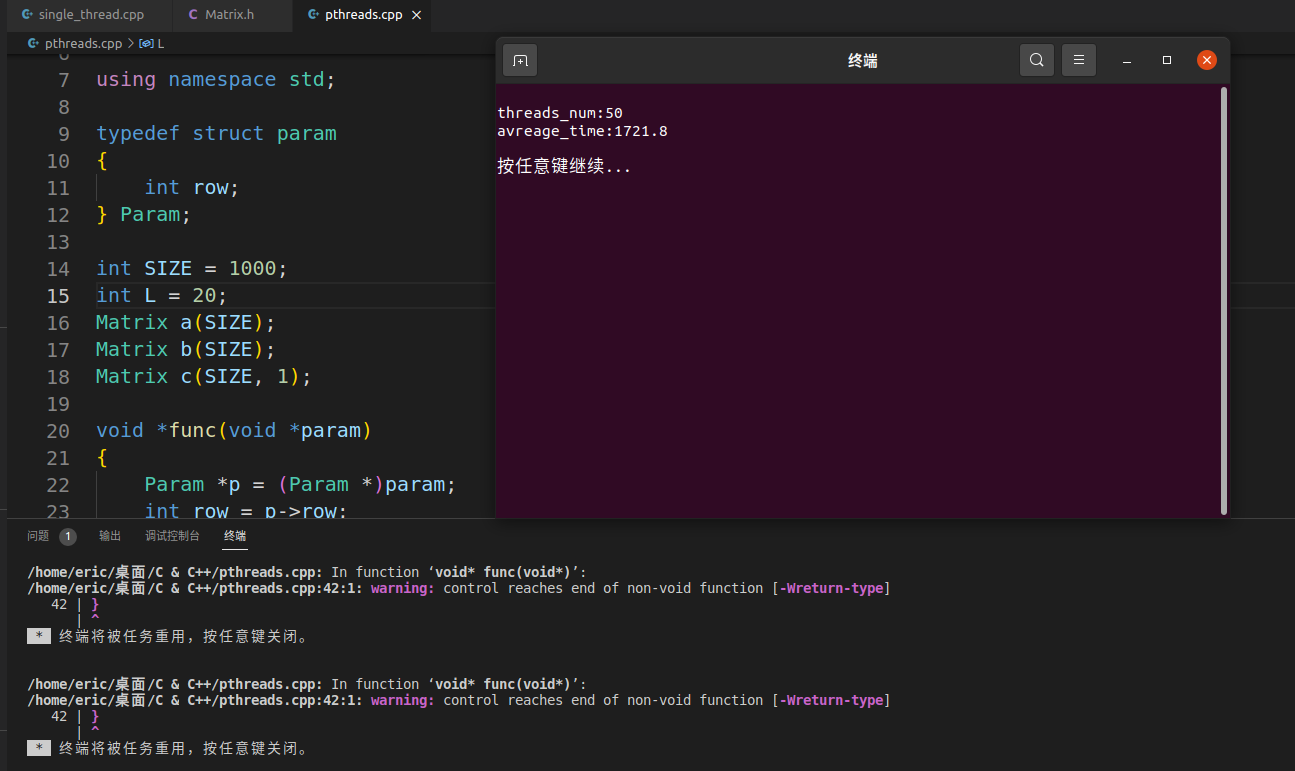 single_thread.cpp
Matrix.h
pthreads.cpp
pthreads.cpp > L
7 using namespace std;
8
9 typedef struct param
10 {
11 int row;
12 } Param;
13
14 int SIZE = 1000;
15 int L = 20;
16 Matrix a(SIZE);
17 Matrix b(SIZE);
18 Matrix c(SIZE, 1);
19
20 void *func(void *param)
21 {
22 Param *p = (Param *)param;
23 int row = p->row;
终端
threads_num:50
avreage_time:1721.8
按任意键继续...
问题 1 输出 调试控制台 终端
/home/eric/桌面/C & C++/pthreads.cpp: In function ‘void* func(void*)’:
/home/eric/桌面/C & C++/pthreads.cpp:42:1: warning: control reaches end of non-void function [-Wreturn-type]
42 | }
| ^
* 终端将被任务重用，按任意键关闭。
/home/eric/桌面/C & C++/pthreads.cpp: In function ‘void* func(void*)’:
/home/eric/桌面/C & C++/pthreads.cpp:42:1: warning: control reaches end of non-void function [-Wreturn-type]
42 | }
| ^
* 终端将被任务重用，按任意键关闭。